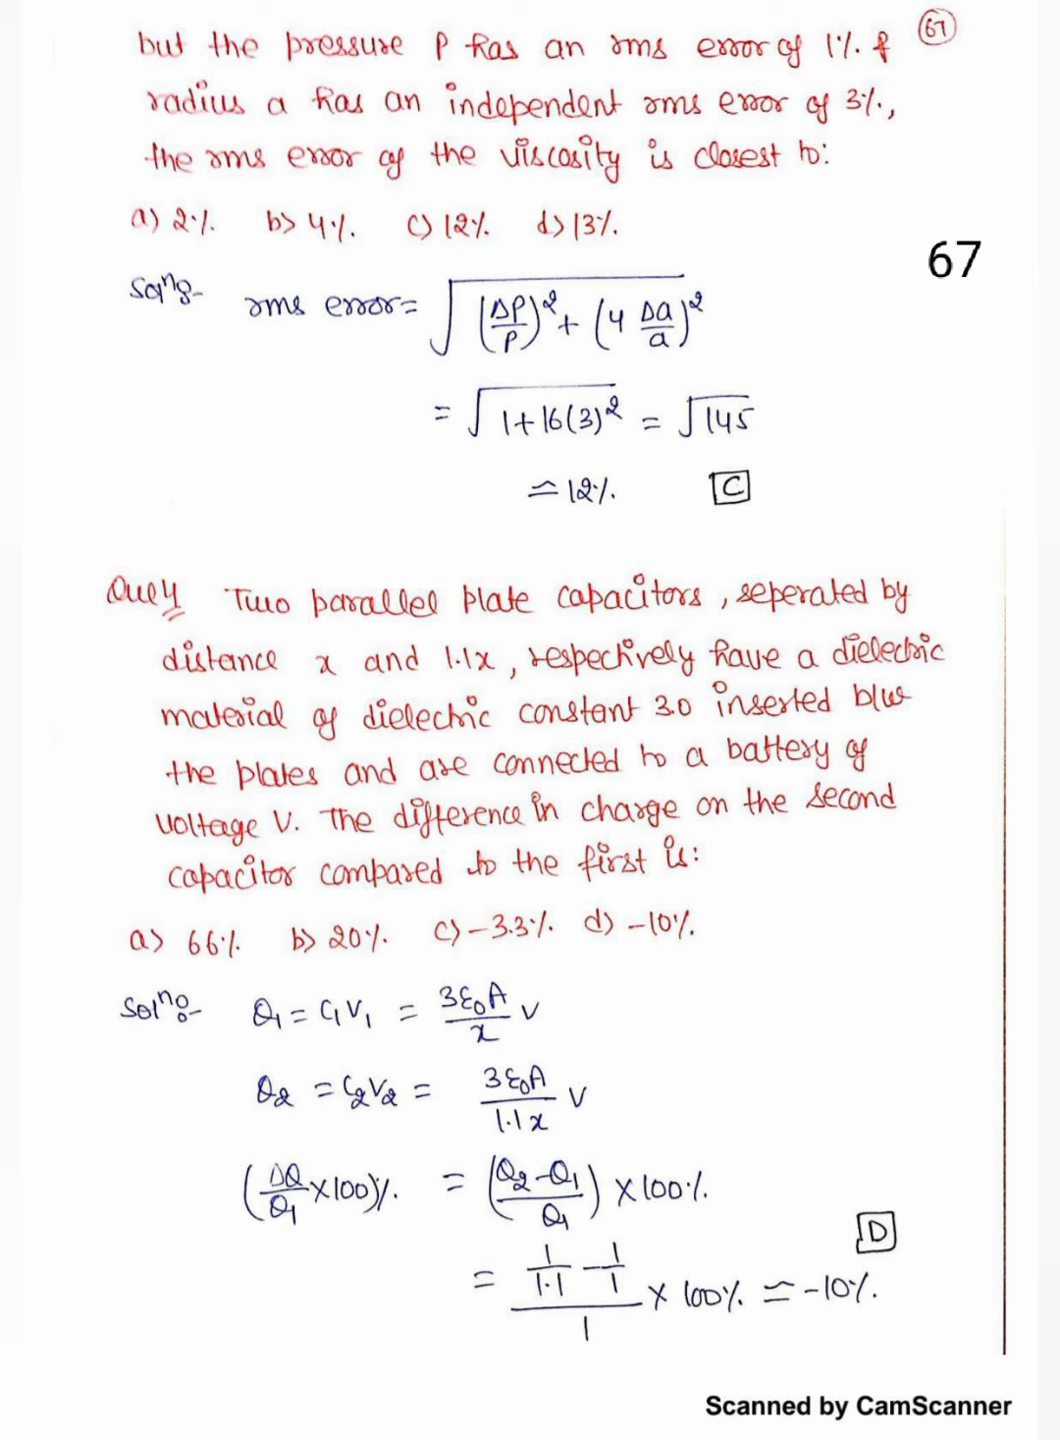 but the pressure P has an rms error of 1% & (67)
radius a has an independent rms error of 3%,
the rms error of the viscosity is closest to:
a) 2%. b) 4%. c) 12% d) 13%.
67
Solⁿ:- rms error = √((ΔP/P)² + (4 Δa/a)²)
= √(1+16(3)²) = √145
≃ 12%. [C]
Que4 Two parallel plate capacitors, seperated by
distance x and 1.1x, respectively have a dielectric
material of dielectric constant 3.0 inserted b/w
the plates and are connected to a battery of
voltage V. The difference in charge on the second
capacitor compared to the first is:
a) 66% b) 20%. c) -3.3%. d) -10%.
Solⁿ:- Q₁ = C₁V₁ = (3ε₀A/x) V
Q₂ = C₂V₂ = (3ε₀A/1.1x) V
(ΔQ/Q₁ × 100)%. = ((Q₂-Q₁)/Q₁) × 100%.
[D]
= ((1/1.1 - 1/1)/1) × 100%. ≃ -10%.
Scanned by CamScanner